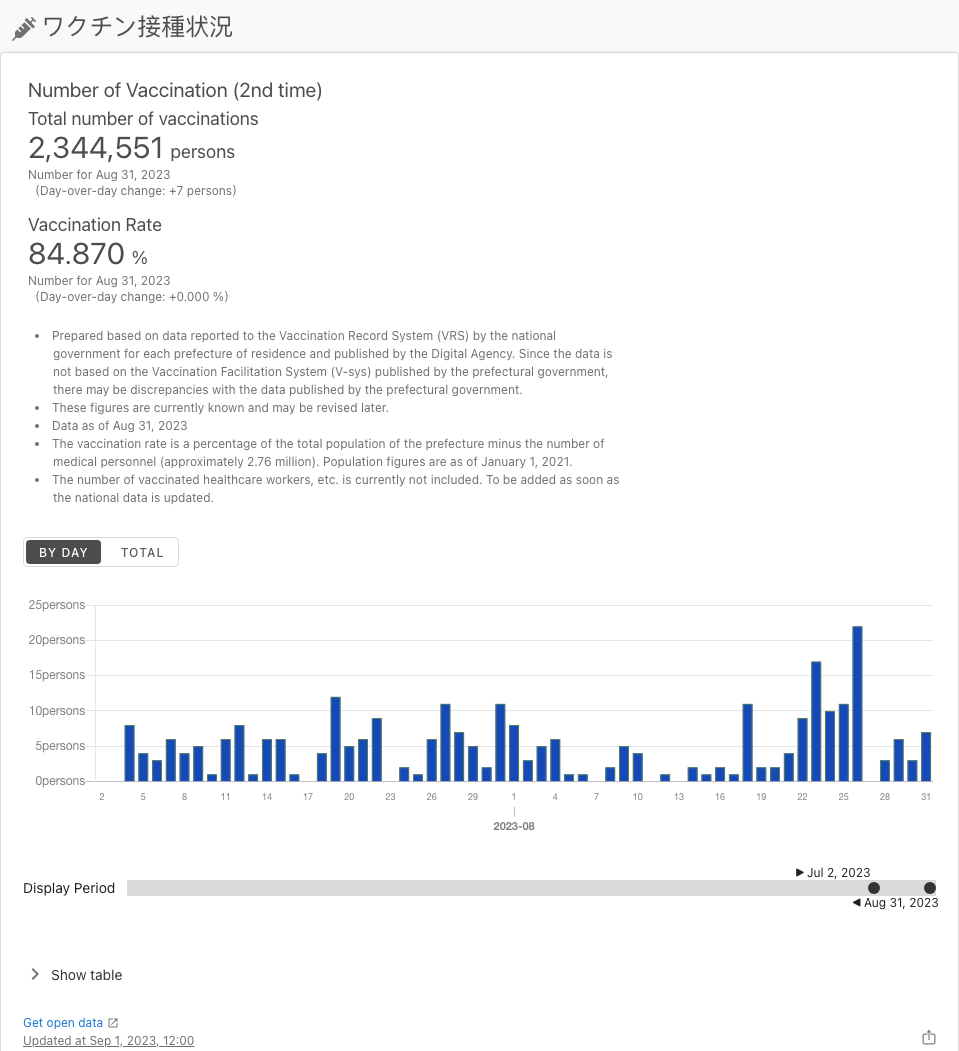 ワクチン接種状況
Number of Vaccination (2nd time)
Total number of vaccinations
2,344,551 persons
Number for Aug 31, 2023
(Day-over-day change: +7 persons)
Vaccination Rate
84.870 %
Number for Aug 31, 2023
(Day-over-day change: +0.000 %)
• Prepared based on data reported to the Vaccination Record System (VRS) by the national
government for each prefecture of residence and published by the Digital Agency. Since the data is
not based on the Vaccination Facilitation System (V-sys) published by the prefectural government,
there may be discrepancies with the data published by the prefectural government.
• These figures are currently known and may be revised later.
• Data as of Aug 31, 2023
• The vaccination rate is a percentage of the total population of the prefecture minus the number of
medical personnel (approximately 2.76 million). Population figures are as of January 1, 2021.
• The number of vaccinated healthcare workers, etc. is currently not included. To be added as soon as
the national data is updated.
BY DAY TOTAL
25persons
20persons
15persons
10persons
5persons
0persons
2 5 8 11 14 17 20 23 26 29 1 4 7 10 13 16 19 22 25 28 31
2023-08
Jul 2, 2023
Display Period
Aug 31, 2023
Show table
Get open data
Updated at Sep 1, 2023, 12:00